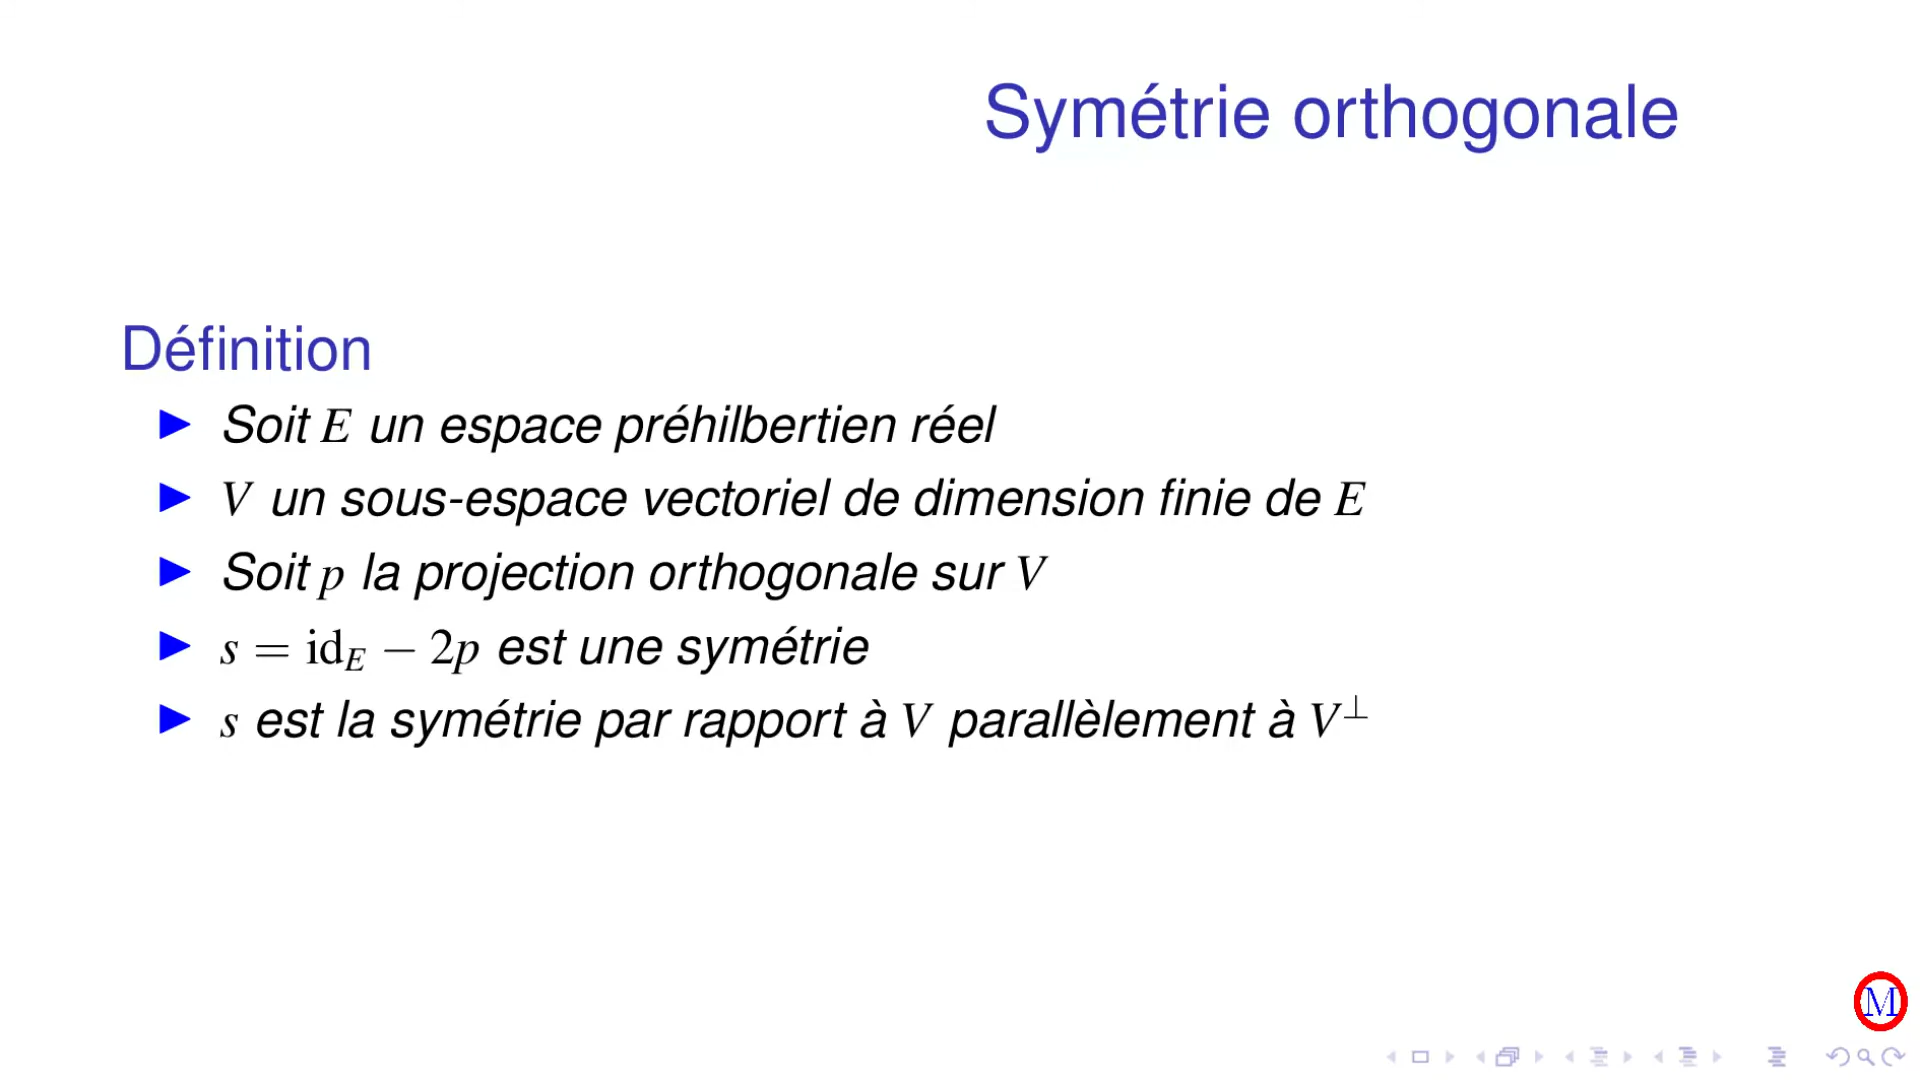 Symétrie orthogonale
Définition
▶ Soit E un espace préhilbertien réel
▶ V un sous-espace vectoriel de dimension finie de E
▶ Soit p la projection orthogonale sur V
▶ s = id_E − 2p est une symétrie
▶ s est la symétrie par rapport à V parallèlement à V^⊥
M